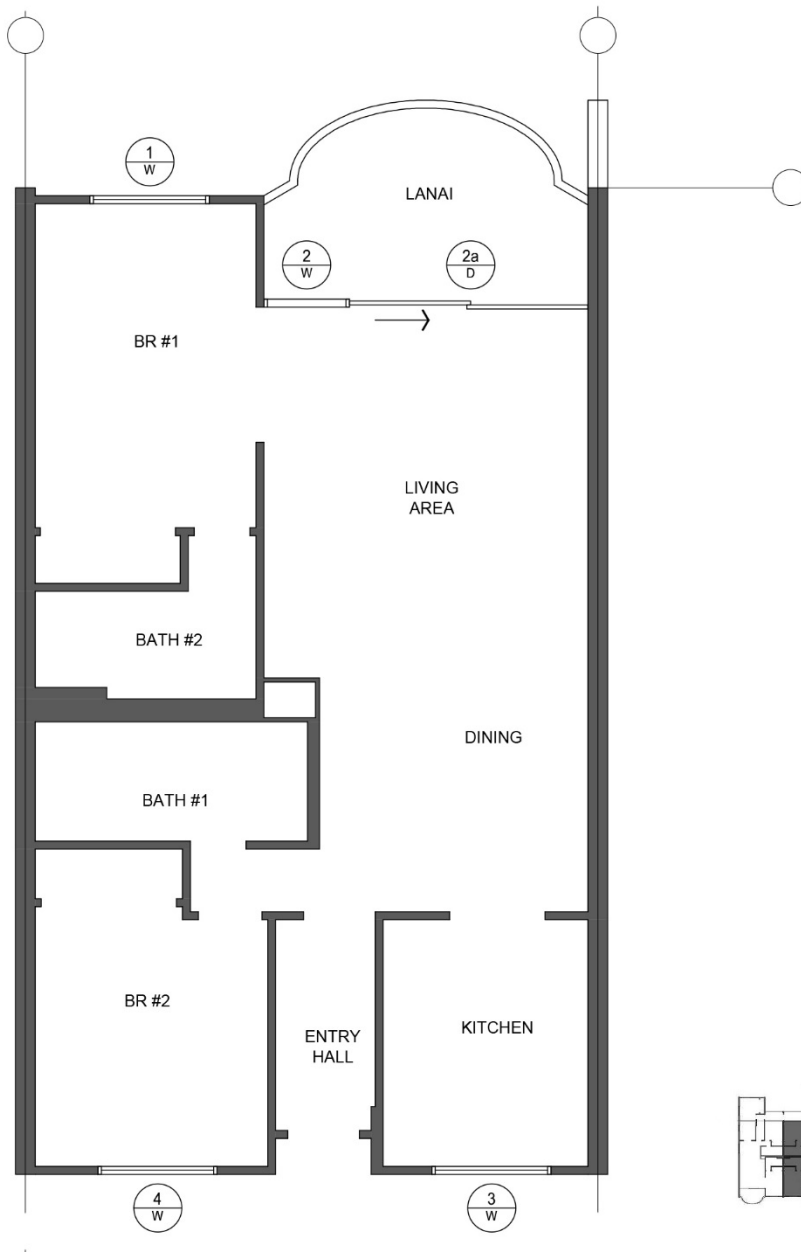 1
W
LANAI
2
W
2a
D
BR #1
LIVING
AREA
BATH #2
DINING
BATH #1
BR #2
ENTRY
HALL
KITCHEN
4
W
3
W